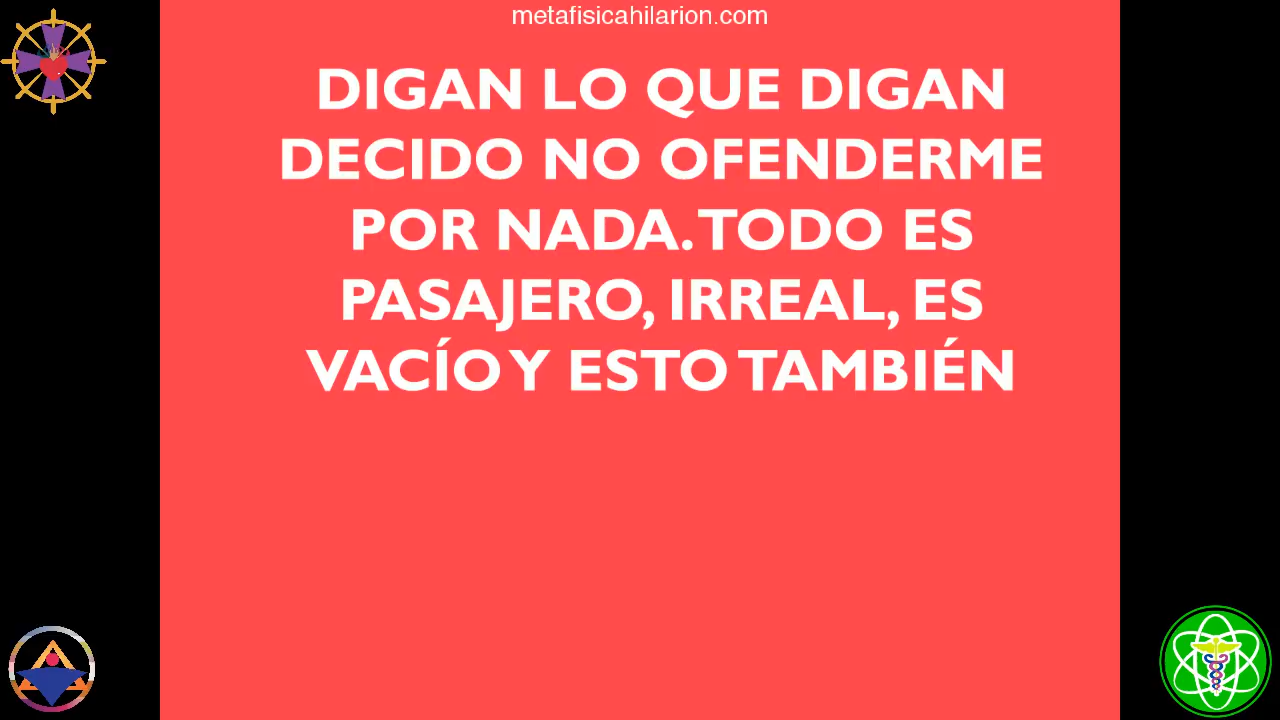 metafisicahilarion.com
DIGAN LO QUE DIGAN
DECIDO NO OFENDERME
POR NADA. TODO ES
PASAJERO, IRREAL, ES
VACÍO Y ESTO TAMBIÉN